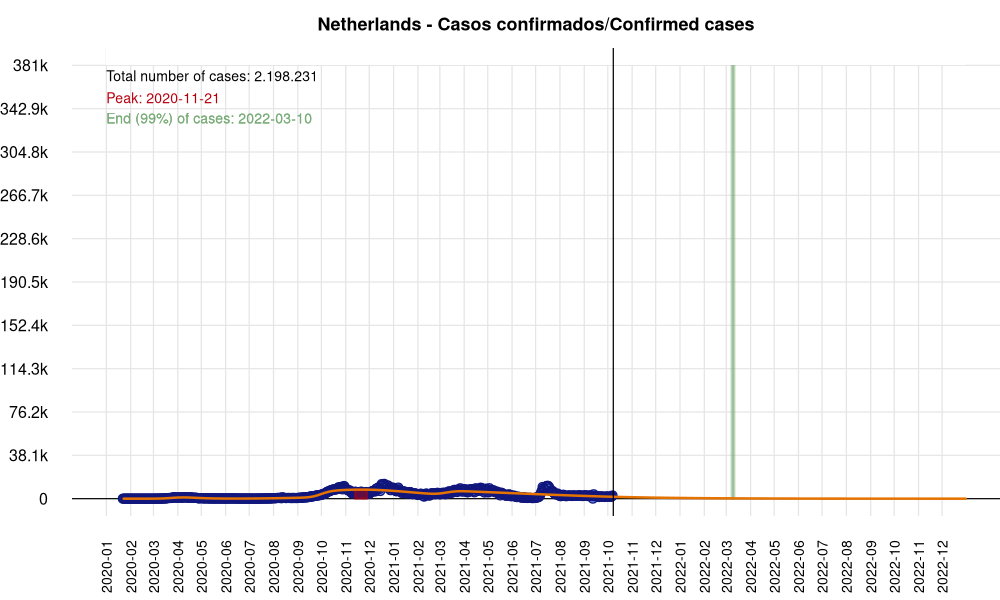 Netherlands - Casos confirmados/Confirmed cases
381k
Total number of cases: 2.198.231
Peak: 2020-11-21
342.9k
End (99%) of cases: 2022-03-10
304.8k
266.7k
228.6k
190.5k
152.4k
114.3k
76.2k
38.1k
0
2020-01
2020-02
2020-03
2020-04
2020-05
2020-06
2020-07
2020-08
2020-09
2020-10
2020-11
2020-12
2021-01
2021-02
2021-03
2021-04
2021-05
2021-06
2021-07
2021-08
2021-09
2021-10
2021-11
2021-12
2022-01
2022-02
2022-03
2022-04
2022-05
2022-06
2022-07
2022-08
2022-09
2022-10
2022-11
2022-12